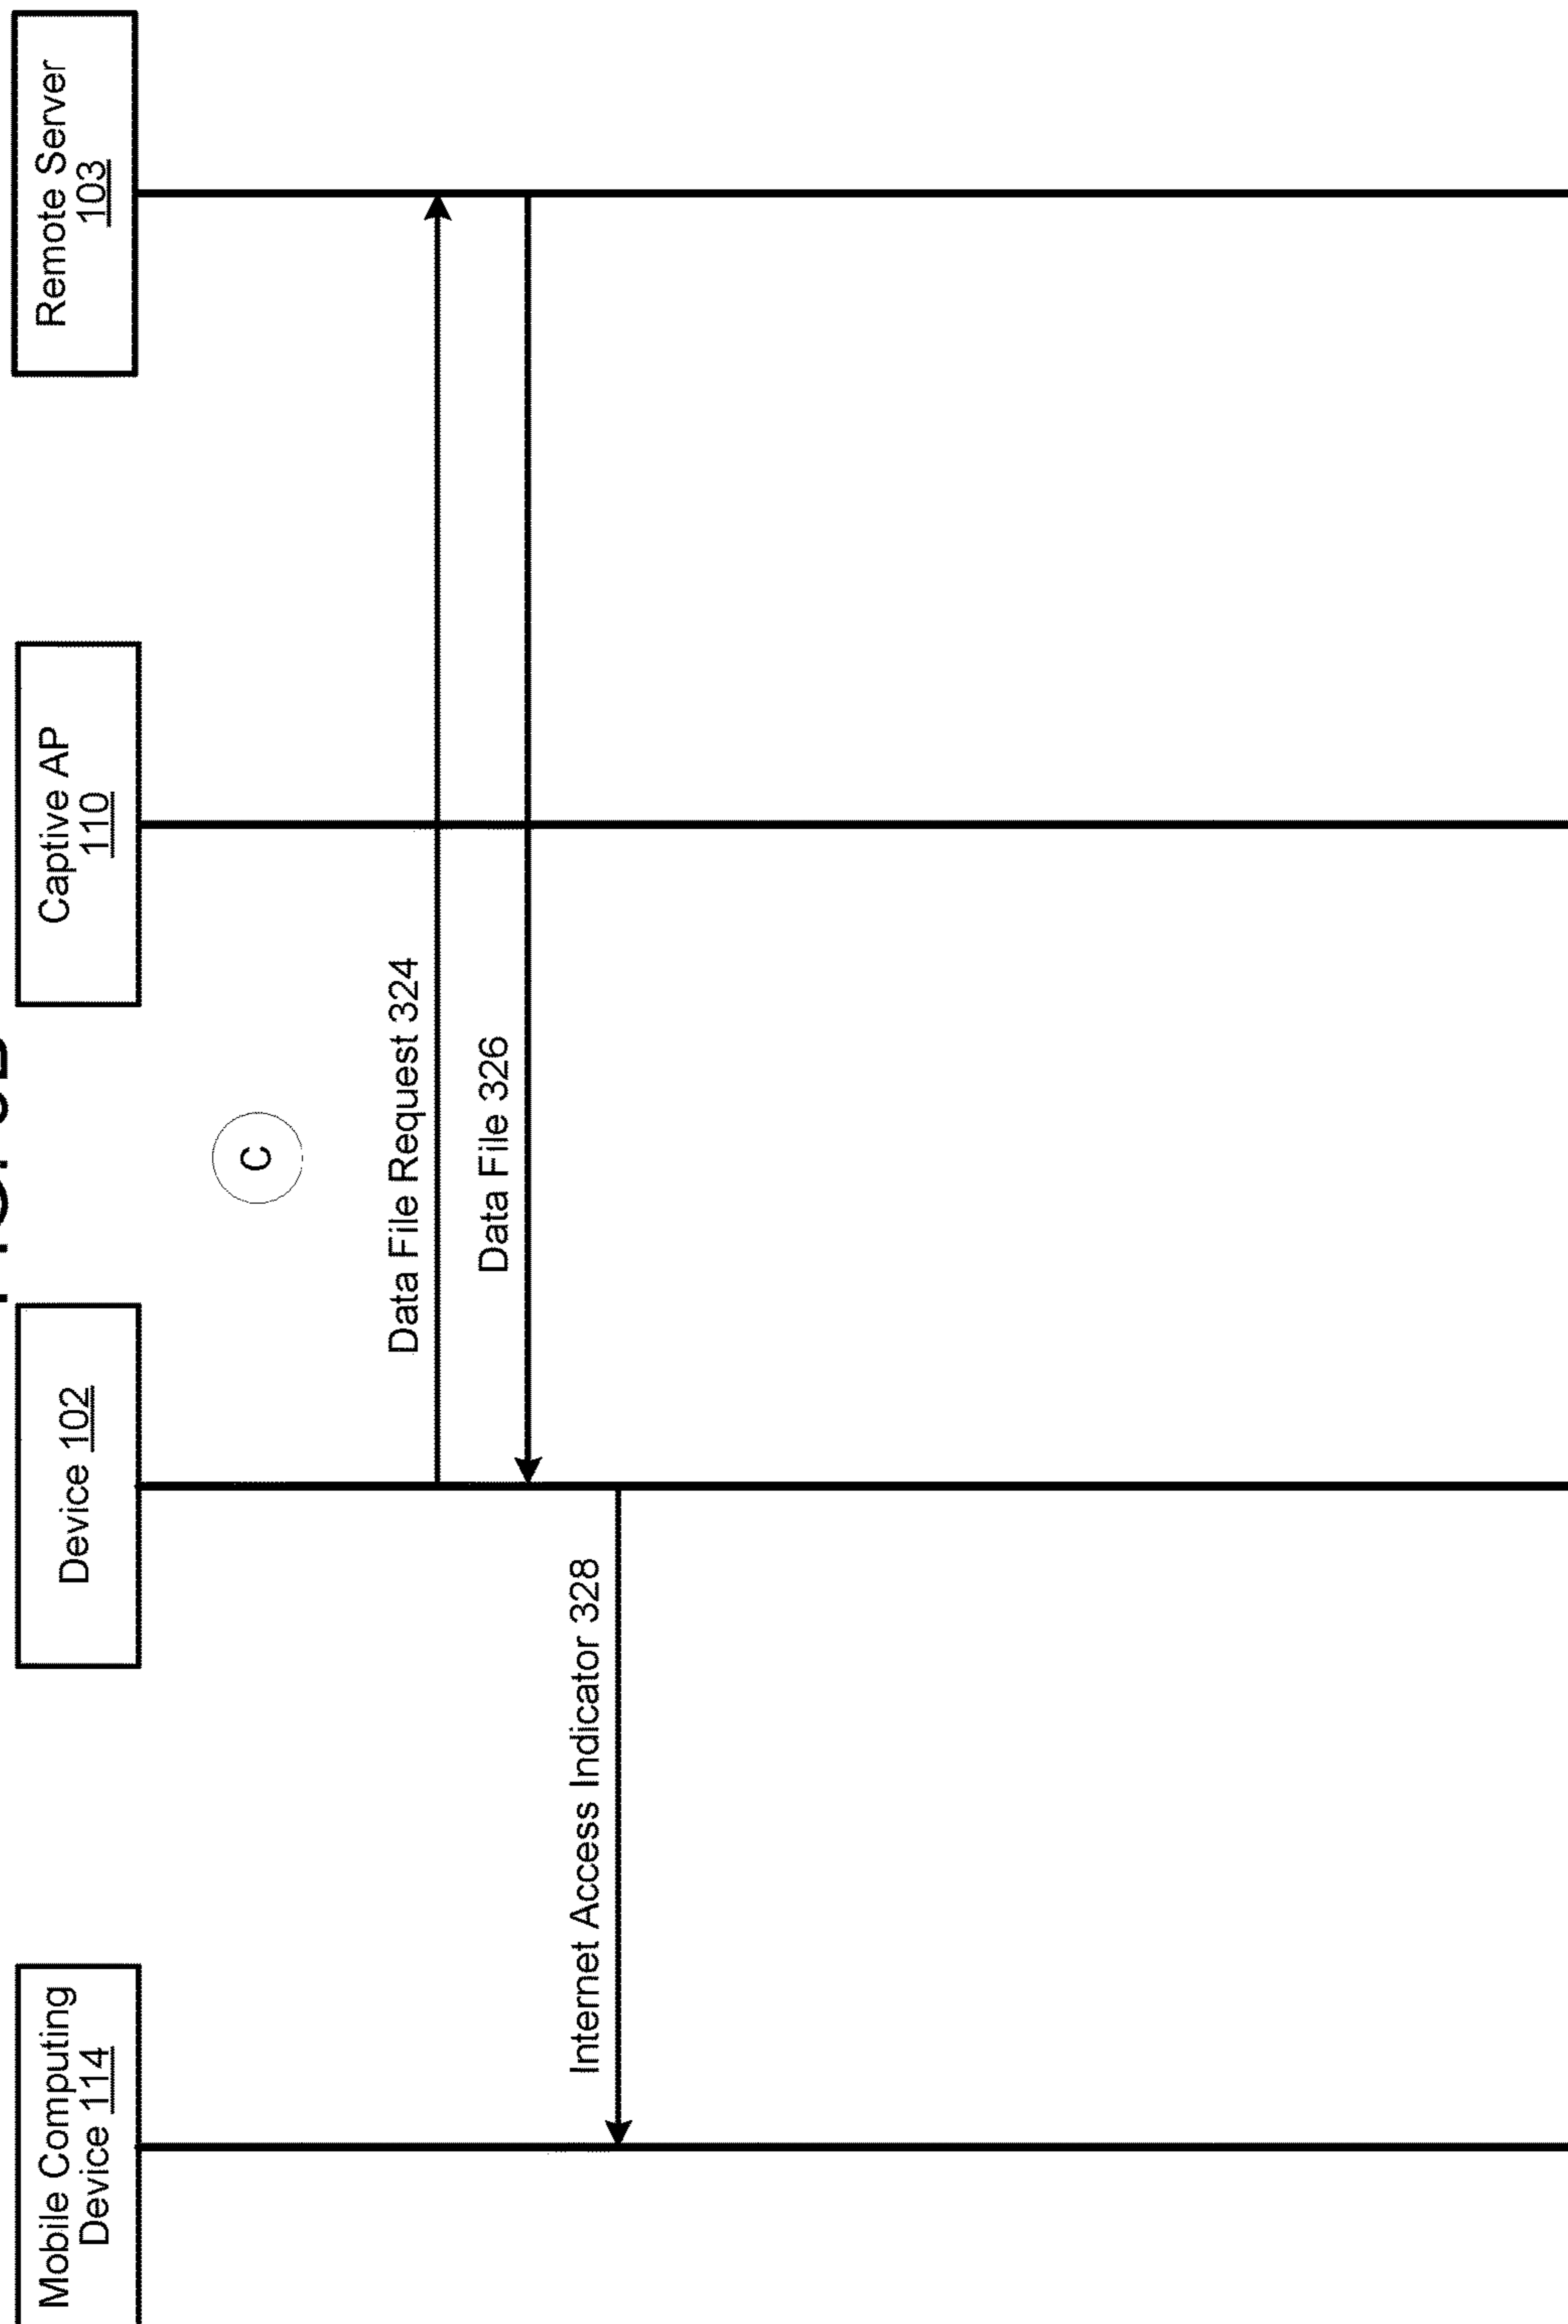 Mobile Computing
Device 114
Device 102
Captive AP
110
Remote Server
103
C
Data File Request 324
Data File 326
Internet Access Indicator 328